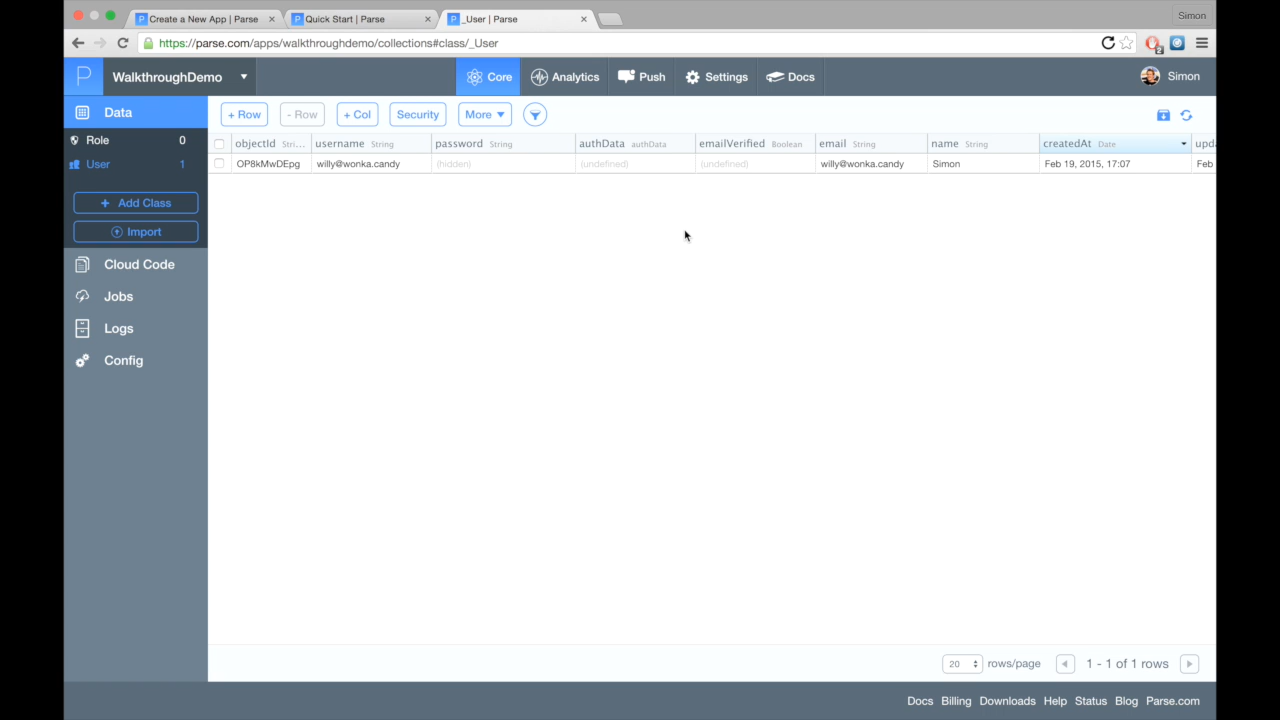 Create a New App | Parse
Quick Start | Parse
_User | Parse
Simon
https://parse.com/apps/walkthroughdemo/collections#class/_User
2
P
WalkthroughDemo
Core
Analytics
Push
Settings
Docs
Simon
Data
+ Row
- Row
+ Col
Security
More
Role 0
User 1
+ Add Class
Import
Cloud Code
Jobs
Logs
Config
objectId Stri... username String password String authData authData emailVerified Boolean email String name String createdAt Date upda
OP8kMwDEpg willy@wonka.candy (hidden) (undefined) (undefined) willy@wonka.candy Simon Feb 19, 2015, 17:07 Feb
20 rows/page 1 - 1 of 1 rows
Docs Billing Downloads Help Status Blog Parse.com